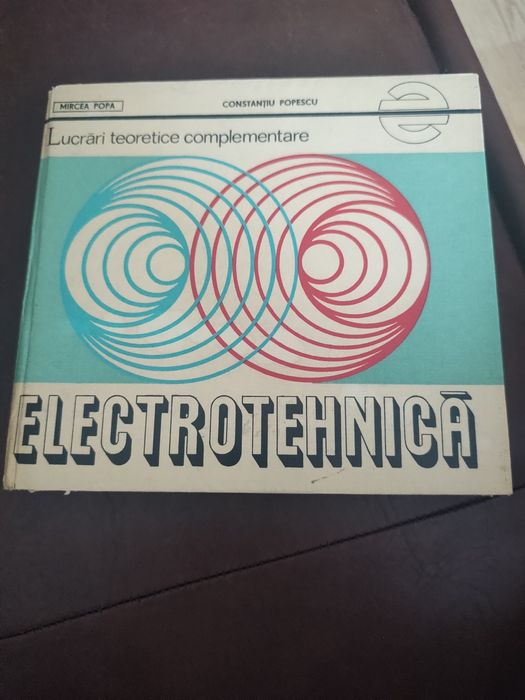 MIRCEA POPA
CONSTANȚIU POPESCU
Lucrări teoretice complementare
ELECTROTEHNICĂ